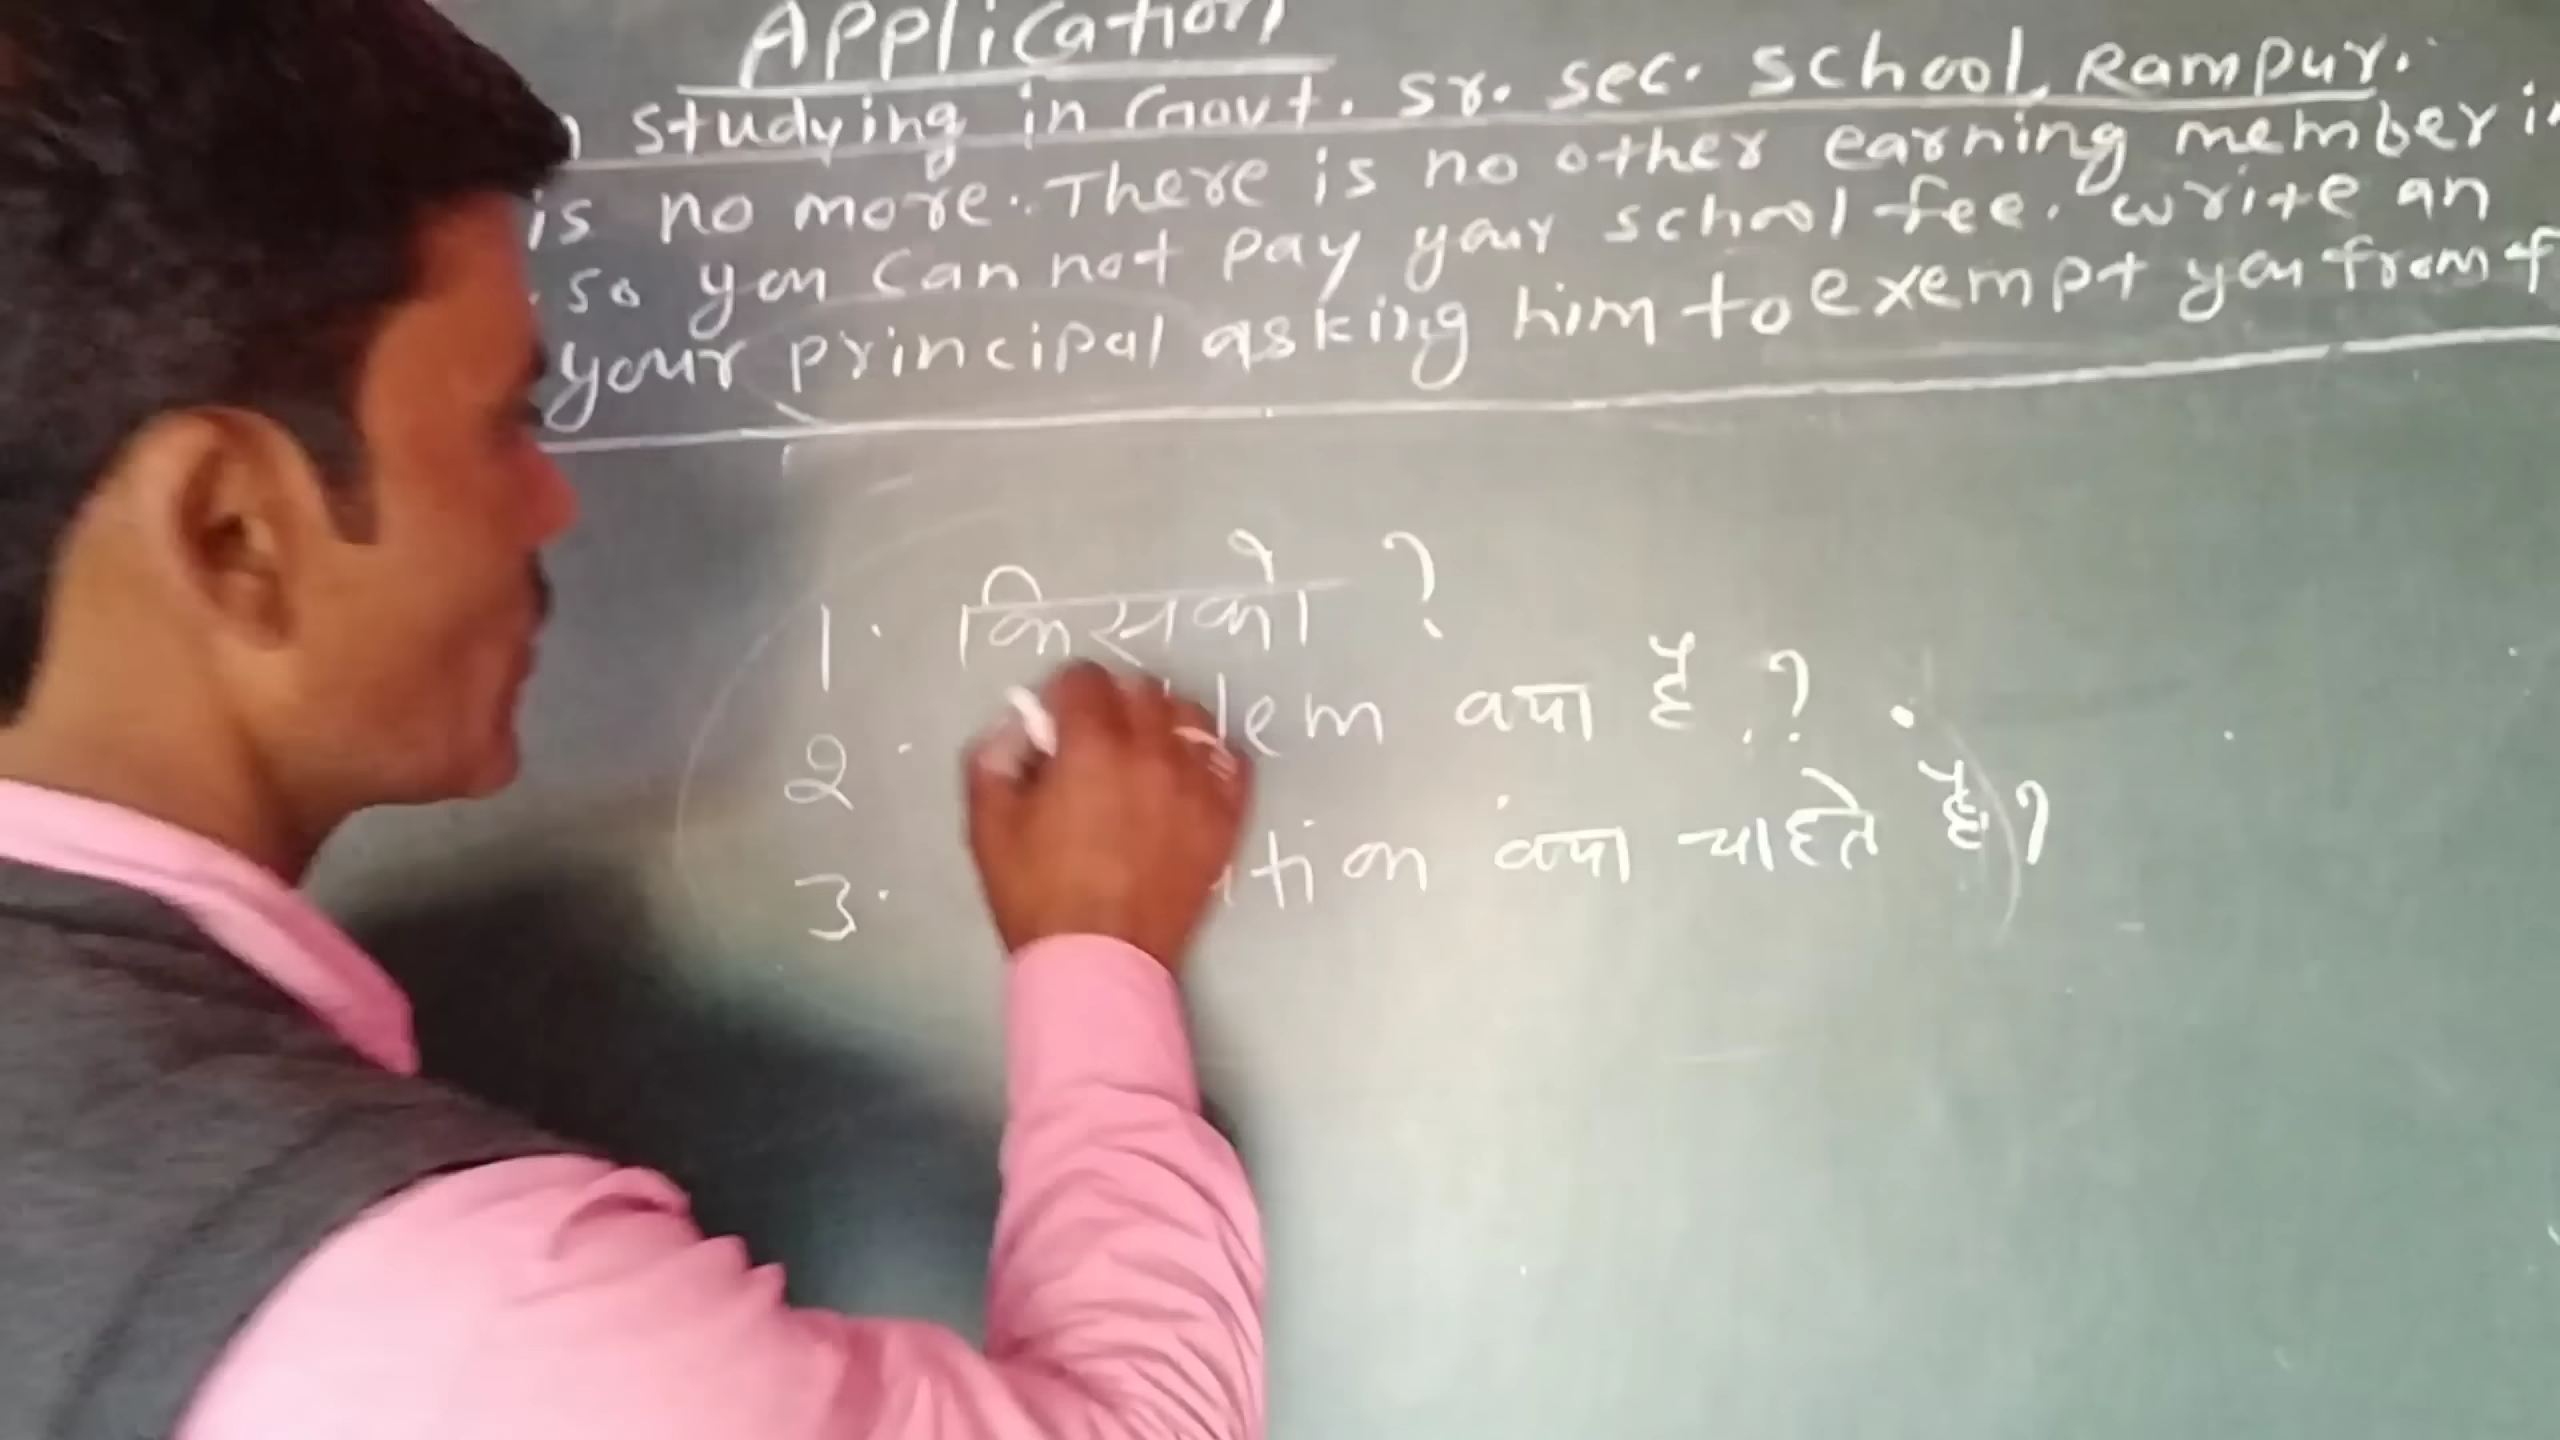 Application
studying in Govt. Sr. Sec. School, Rampur.
is no more. There is no other earning member in
. so you can not pay your school fee. write an
your principal asking him to exempt you from
1. किसको ?
2. lem क्या है ?
3. tion क्या चाहते है ?